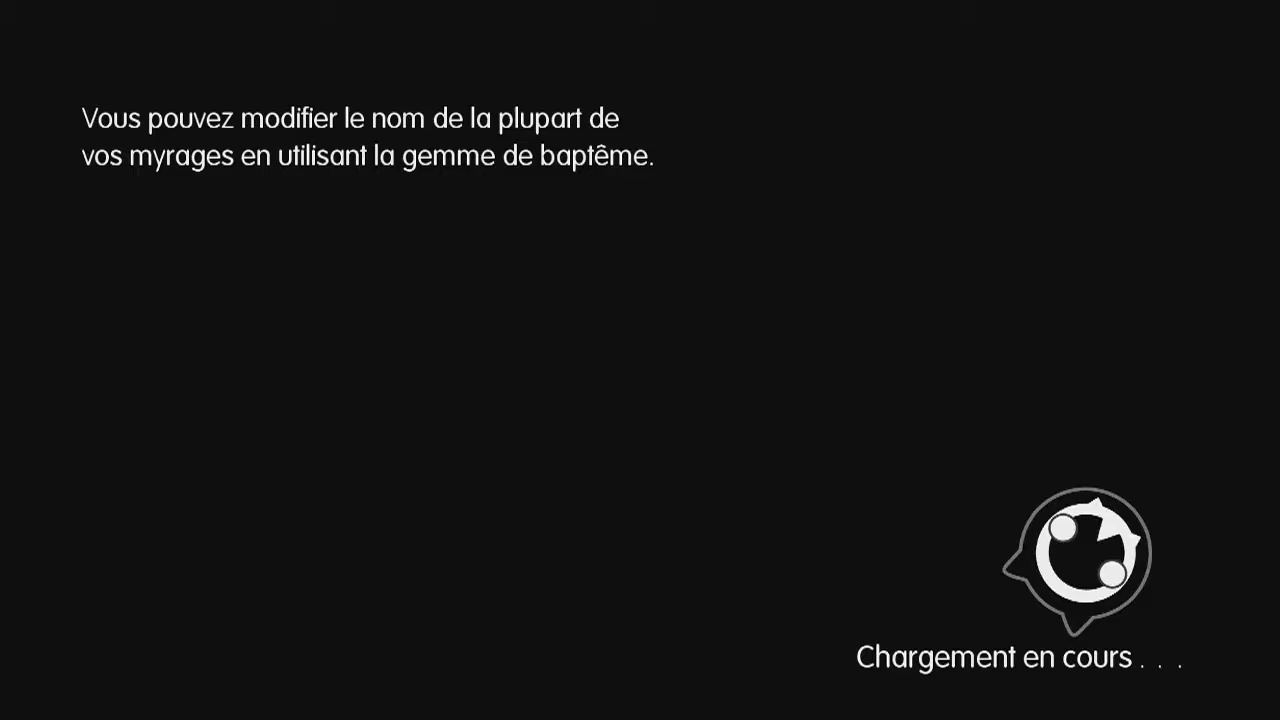 Vous pouvez modifier le nom de la plupart de
vos myrages en utilisant la gemme de baptême.
Chargement en cours . . .